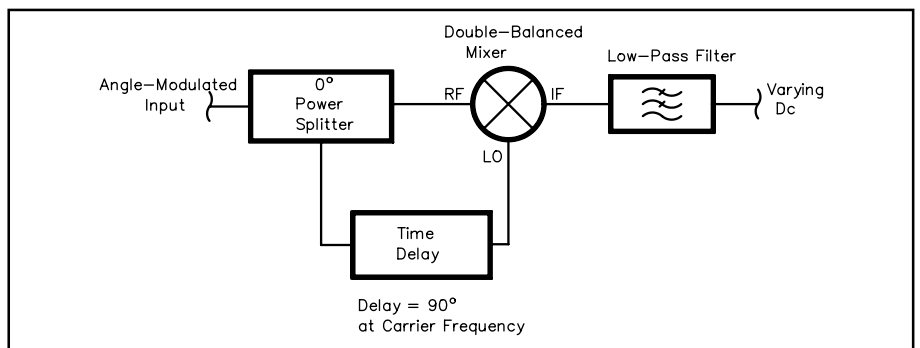 Double-Balanced
Mixer
Low-Pass Filter
Angle-Modulated
Input
0°
Power
Splitter
RF
IF
LO
Varying
Dc
Time
Delay
Delay = 90°
at Carrier Frequency